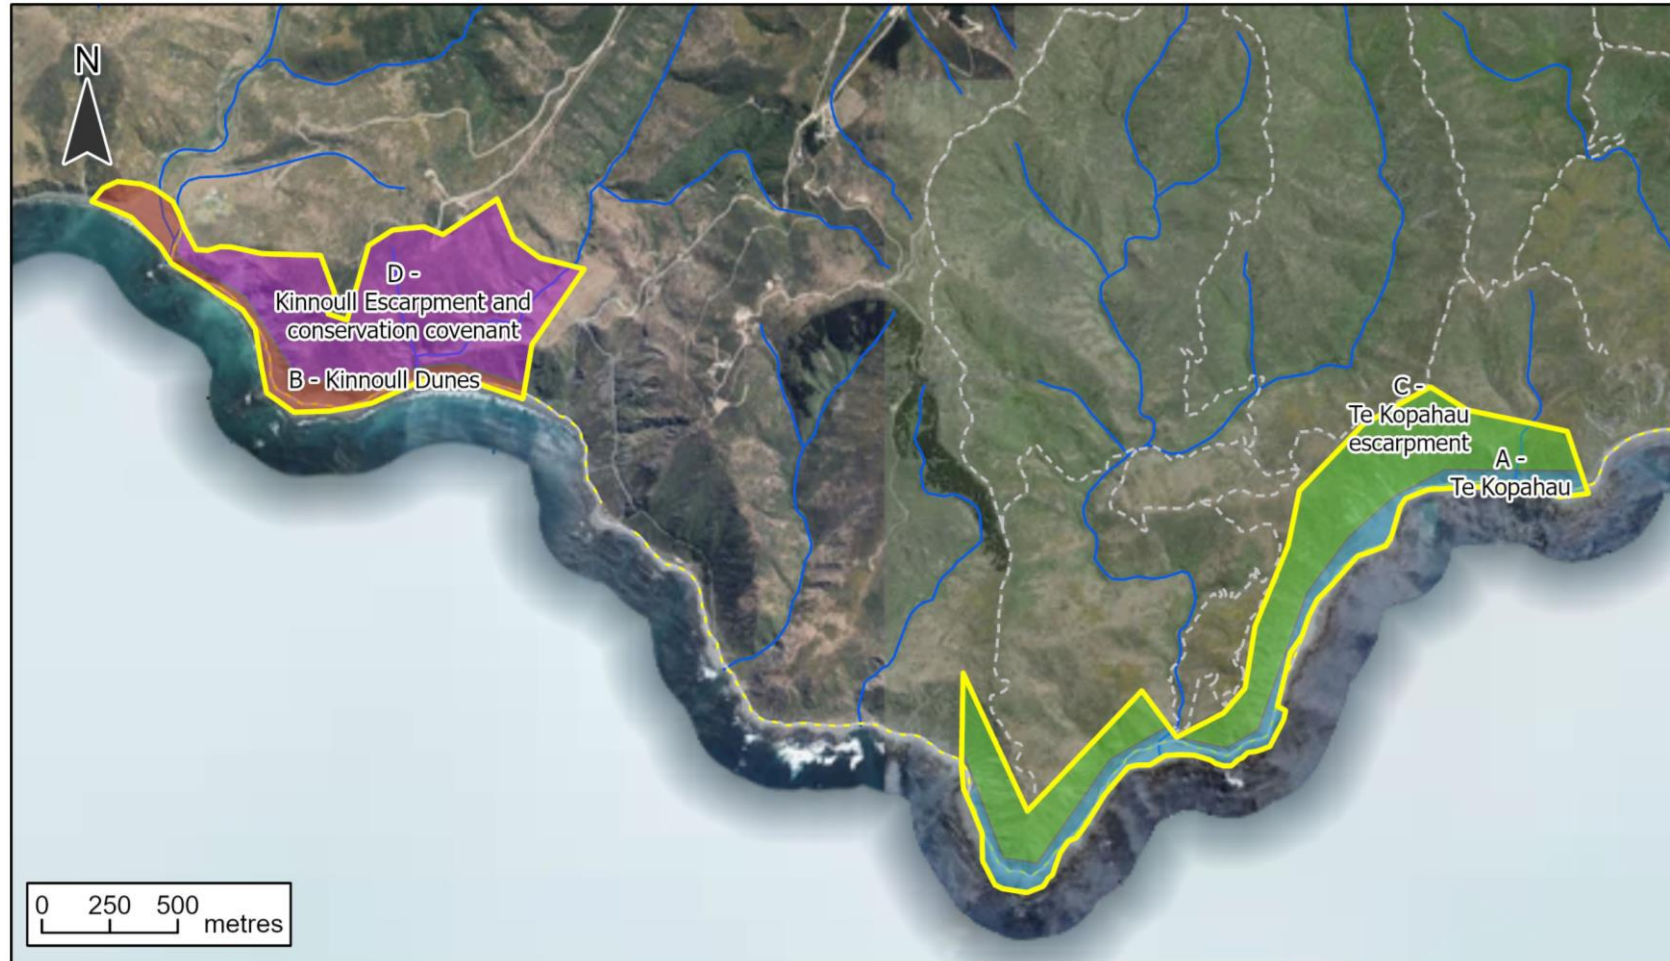 N
D -
Kinnoull Escarpment and
conservation covenant
B - Kinnoull Dunes
C -
Te Kopahau
escarpment
A -
Te Kopahau
0 250 500
metres